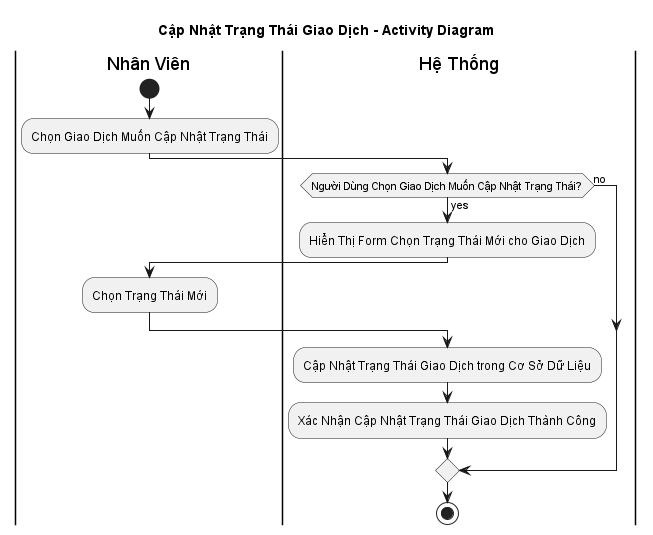 Cập Nhật Trạng Thái Giao Dịch - Activity Diagram
Nhân Viên
Hệ Thống
Chọn Giao Dịch Muốn Cập Nhật Trạng Thái
Người Dùng Chọn Giao Dịch Muốn Cập Nhật Trạng Thái?
no
yes
Hiển Thị Form Chọn Trạng Thái Mới cho Giao Dịch
Chọn Trạng Thái Mới
Cập Nhật Trạng Thái Giao Dịch trong Cơ Sở Dữ Liệu
Xác Nhận Cập Nhật Trạng Thái Giao Dịch Thành Công